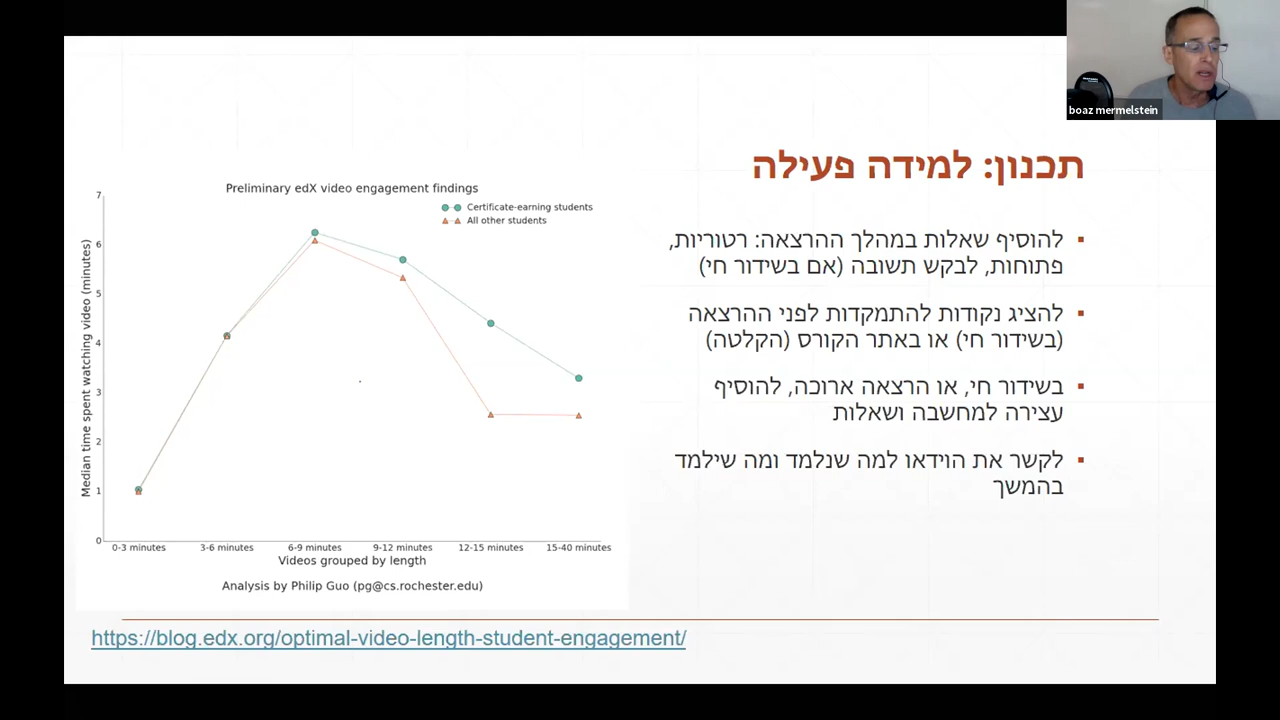 boaz mermelstein
תכנון: למידה פעילה
להוסיף שאלות במהלך ההרצאה: רטוריות,
פתוחות, לבקש תשובה (אם בשידור חי)
להציג נקודות להתמקדות לפני ההרצאה
(בשידור חי) או באתר הקורס (הקלטה)
בשידור חי, או הרצאה ארוכה, להוסיף
עצירה למחשבה ושאלות
לקשר את הוידאו למה שנלמד ומה שילמד
בהמשך
Preliminary edX video engagement findings
Certificate-earning students
All other students
Median time spent watching video (minutes)
7
6
5
4
3
2
1
0
0-3 minutes 3-6 minutes 6-9 minutes 9-12 minutes 12-15 minutes 15-40 minutes
Videos grouped by length
Analysis by Philip Guo (pg@cs.rochester.edu)
https://blog.edx.org/optimal-video-length-student-engagement/